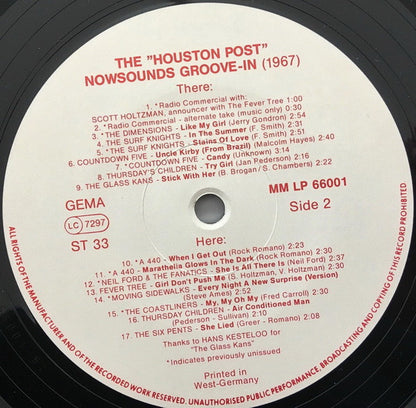 THE "HOUSTON POST"
NOWSOUNDS GROOVE-IN (1967)
There:
1. *Radio Commercial with:
SCOTT HOLTZMAN, announcer with The Fever Tree 1:00
2. *Radio Commercial - alternate take (music only) 0:30
3. *THE DIMENSIONS - Like My Girl (Jerry Gondron) 2:50
4. THE SURF KNIGHTS - In The Summer (F. Smith) 2:31
5. *THE SURF KNIGHTS - Slains Of Love (F. Smith) 2:31
6. COUNTDOWN FIVE - Uncle Kirby (From Brazil) (Malcolm Hayes) 2:40
7. *COUNTDOWN FIVE - Candy (Unknown) 3:14
8. THURSDAY'S CHILDREN - Try Girl (Jan Pederson) 2:10
9. THE GLASS KANS - Stick With Her (B. Brogan / S. Chambers) 2:22
GEMA
LC 7297
ST 33
MM LP 66001
Side 2
Here:
10. *A 440 - When I Get Out (Rock Romano) 2:23
11. *A 440 - Marathella Glows In The Dark (Rock Romano) 2:30
12. *NEIL FORD & THE FANATICS - She Is All There Is (Neil Ford) 2:31
13. FEVER TREE - Girl Don't Push Me (S. Holtzman, V. Holtzman) 2:30
14. *MOVING SIDEWALKS - Every Night A New Surprise (Version)
(Steve Ames) 2:52
15. *THE COASTLINERS - My, My Oh My (Fred Carroll) 2:30
16. THURSDAY CHILDREN - Air Conditioned Man
(Pederson - Sullivan) 2:10
17. THE SIX PENTS - She Lied (Greer - Romano) 2:08
Thanks to HANS KESTELOO for
"The Glass Kans"
*Indicates previously unissued
Printed in
West-Germany
ALL RIGHTS OF THE MANUFACTURER AND OF THE OWNER OF THE RECORDED WORK RESERVED. UNAUTHORISED PUBLIC PERFORMANCE, BROADCASTING AND COPYING OF THIS RECORD PROHIBITED.